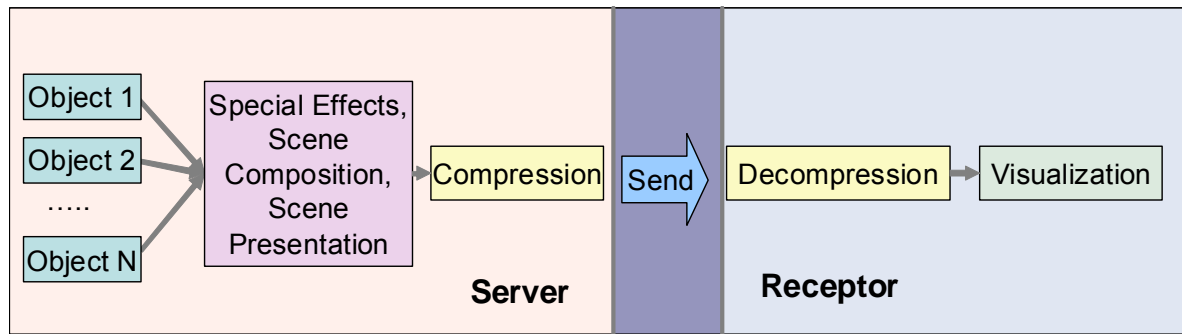 Object 1
Object 2
.....
Object N
Special Effects,
Scene
Composition,
Scene
Presentation
Compression
Send
Decompression
Visualization
Server
Receptor